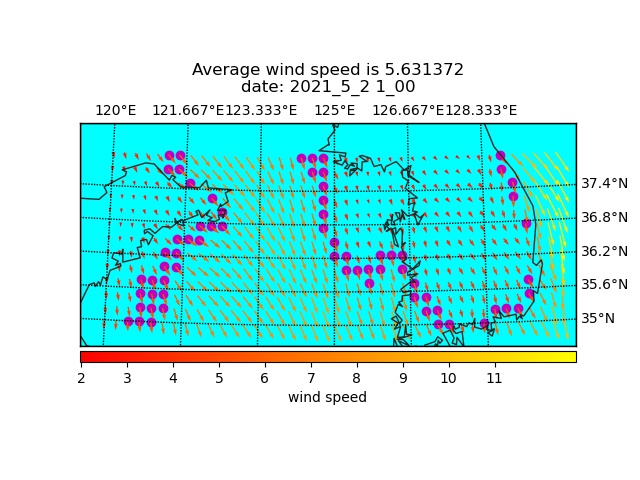 Average wind speed is 5.631372
date: 2021_5_2 1_00
120°E 121.667°E 123.333°E 125°E 126.667°E 128.333°E
37.4°N
36.8°N
36.2°N
35.6°N
35°N
2 3 4 5 6 7 8 9 10 11
wind speed